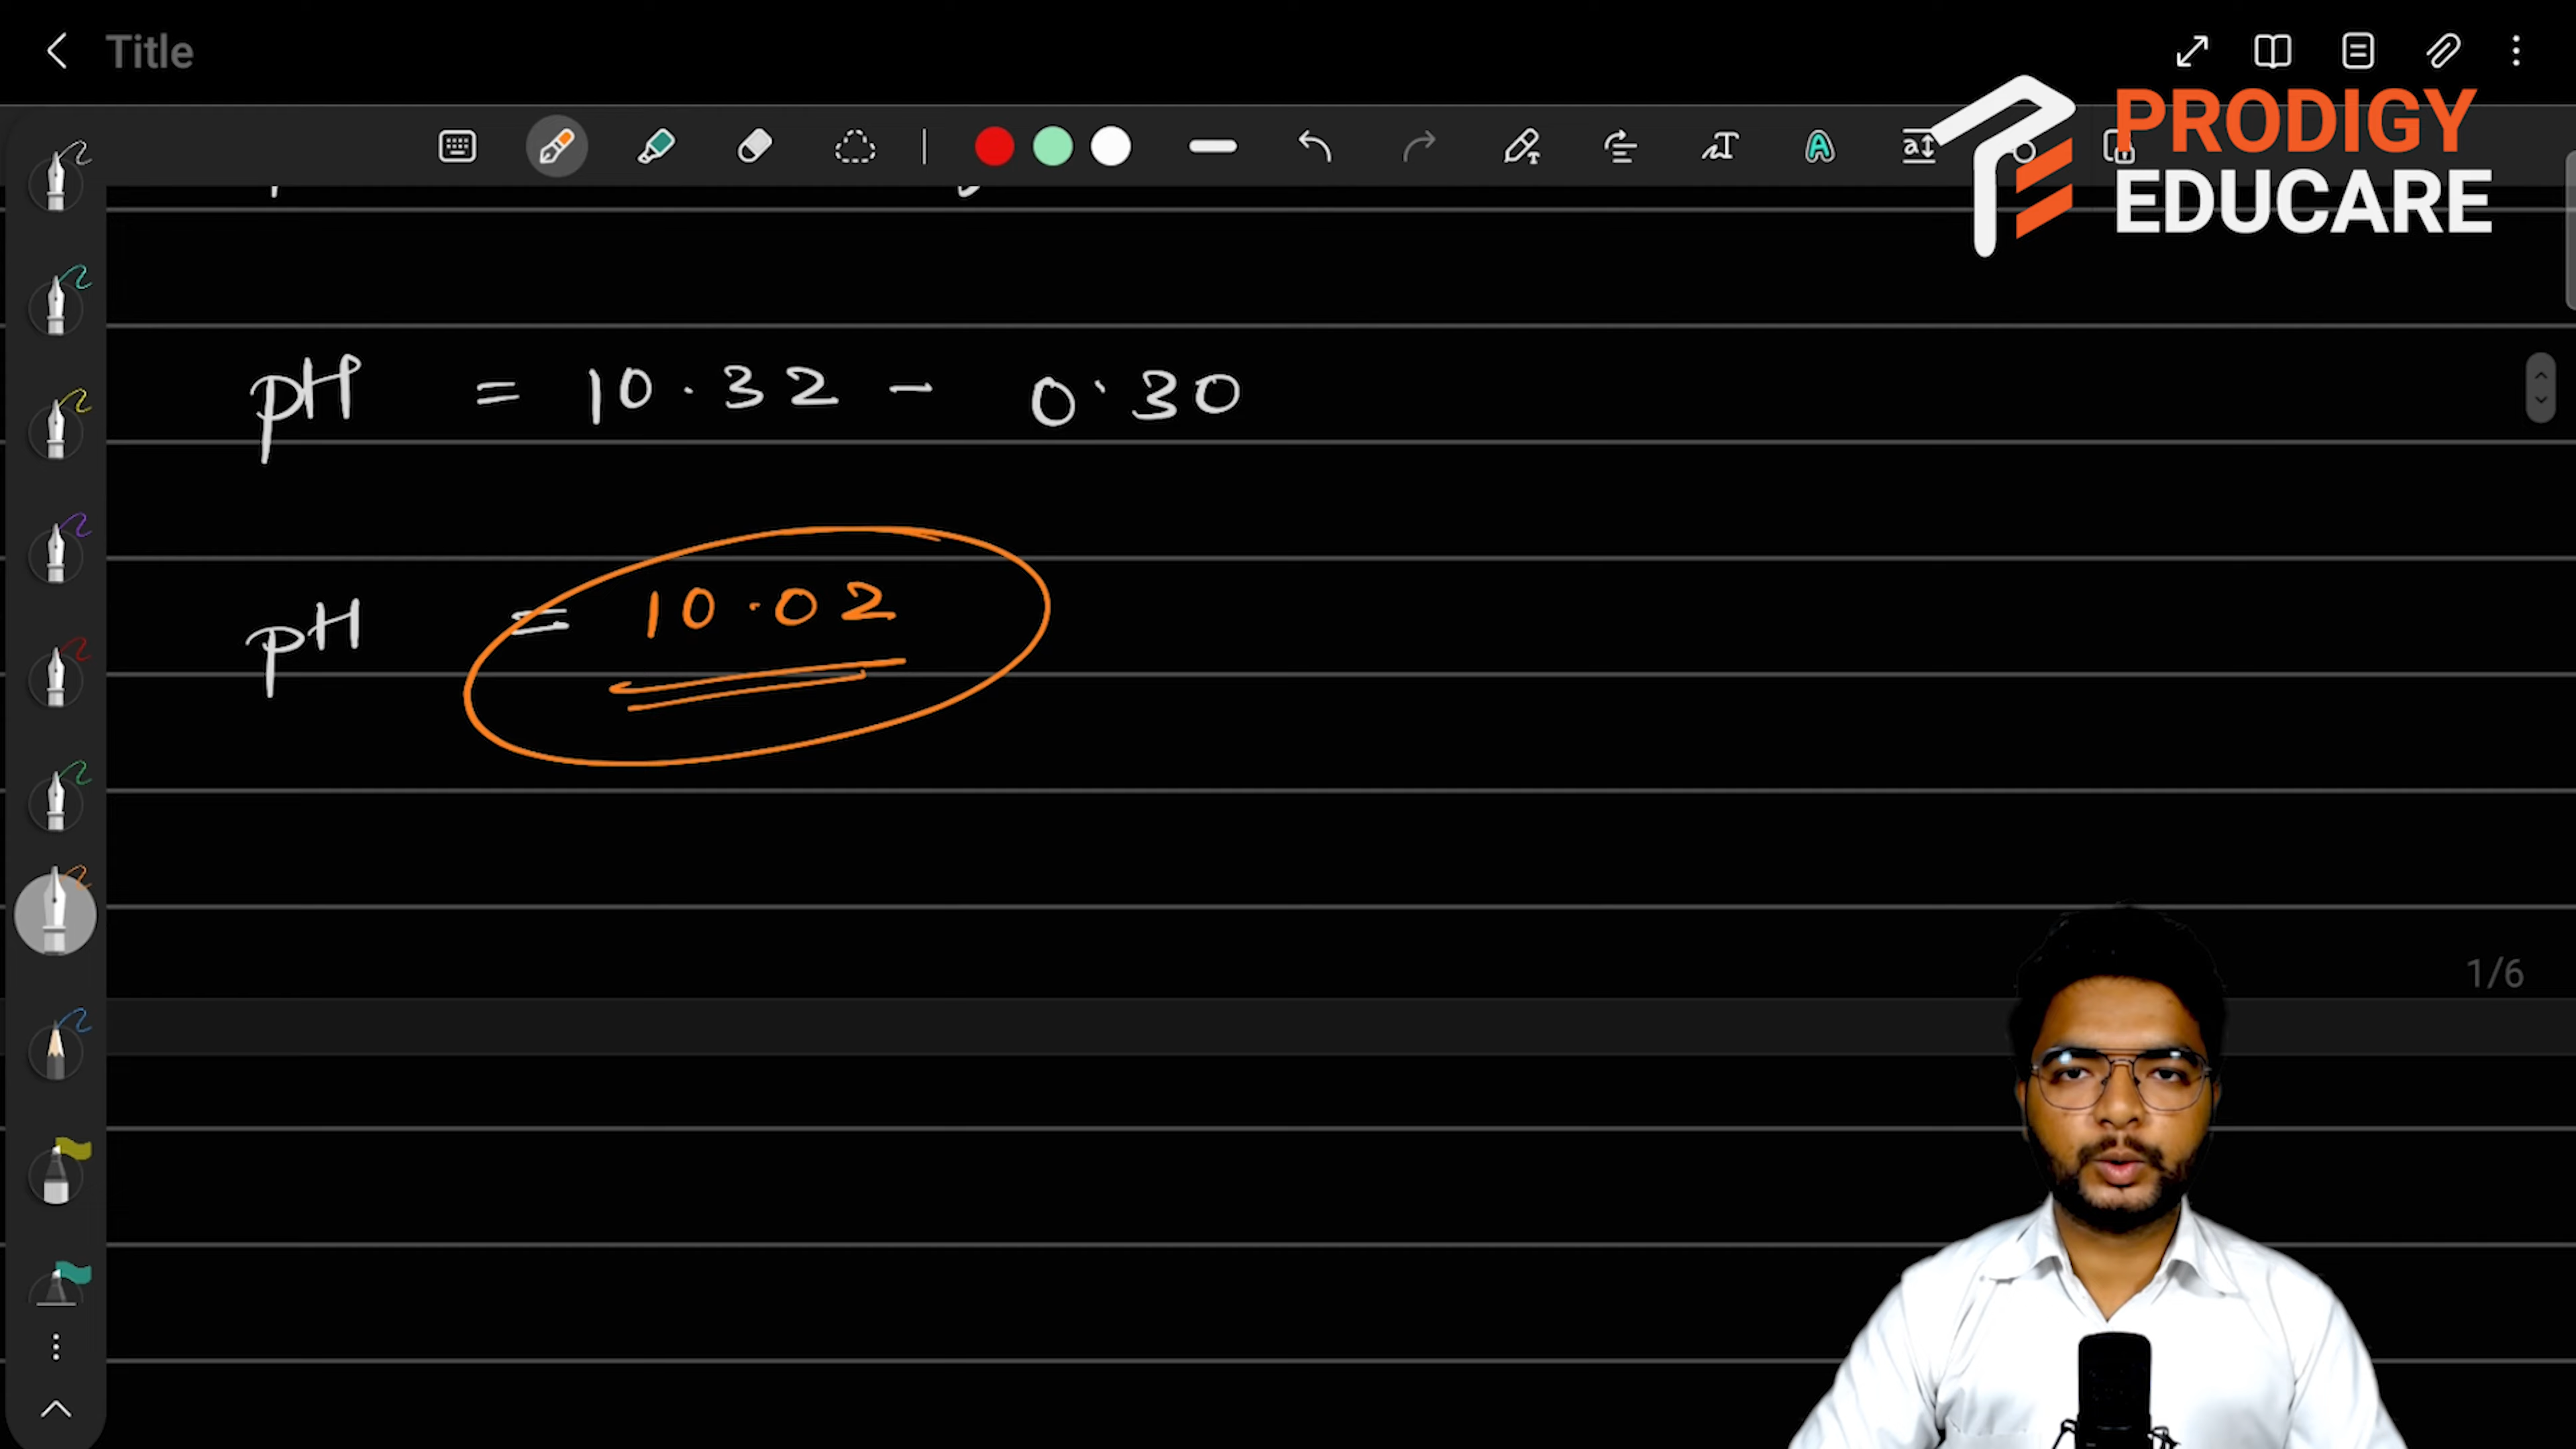 Title
PRODIGY
EDUCARE
pH = 10.32 - 0.30
pH = 10.02
1/6